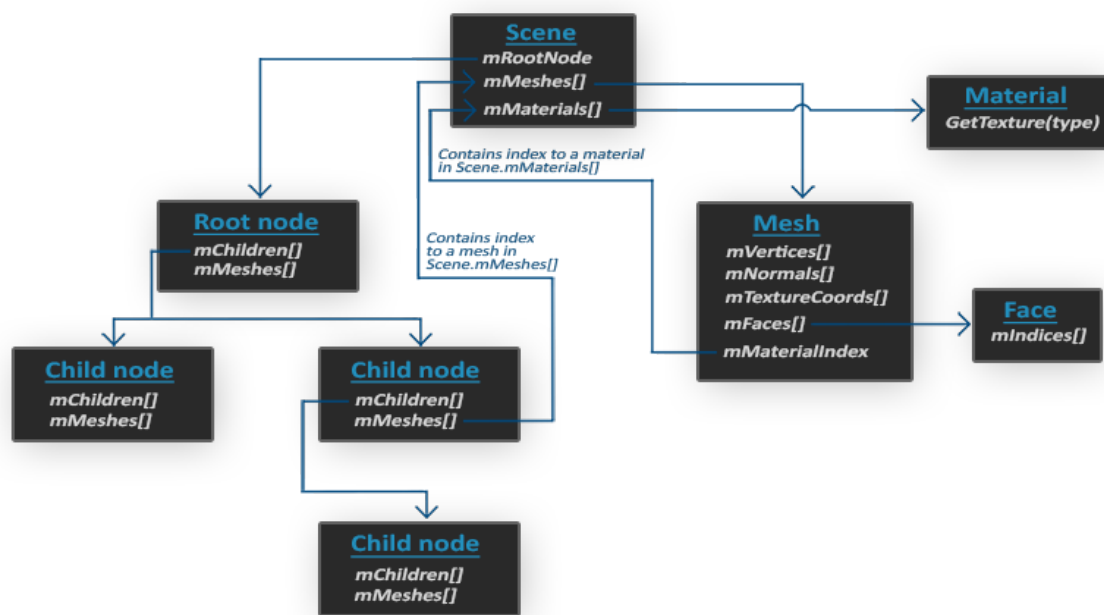 Scene
mRootNode
mMeshes[]
mMaterials[]
Material
GetTexture(type)
Contains index to a material
in Scene.mMaterials[]
Root node
mChildren[]
mMeshes[]
Contains index
to a mesh in
Scene.mMeshes[]
Mesh
mVertices[]
mNormals[]
mTextureCoords[]
mFaces[]
mMaterialIndex
Face
mIndices[]
Child node
mChildren[]
mMeshes[]
Child node
mChildren[]
mMeshes[]
Child node
mChildren[]
mMeshes[]